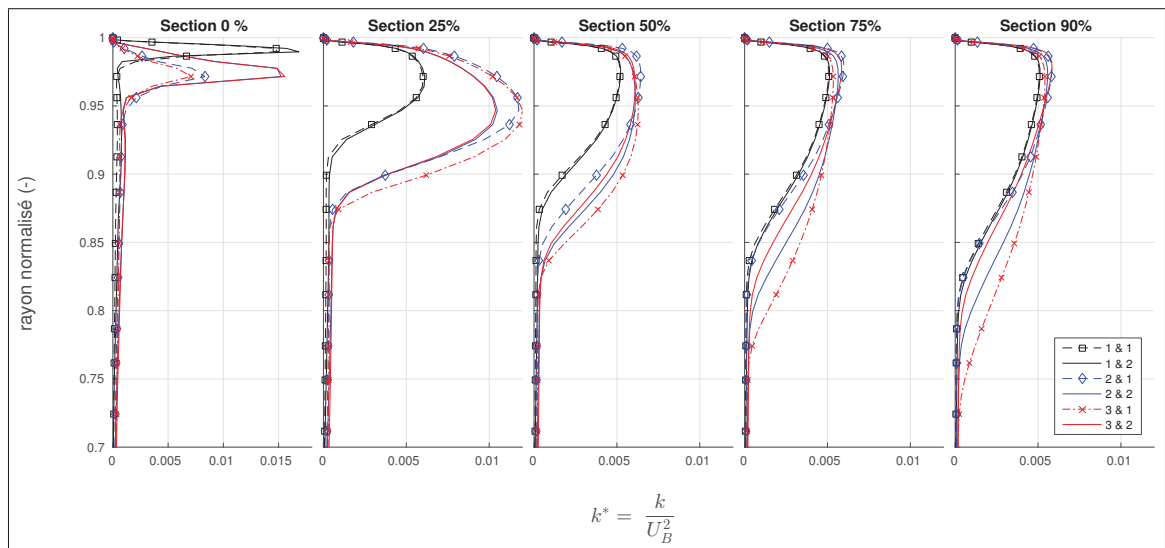 Section 0 %
Section 25%
Section 50%
Section 75%
Section 90%
rayon normalisé (-)
1
0.95
0.9
0.85
0.8
0.75
0.7
0 0.005 0.01 0.015
0 0.005 0.01
0 0.005 0.01
0 0.005 0.01
0 0.005 0.01
1 & 1
1 & 2
2 & 1
2 & 2
3 & 1
3 & 2
k* = k / U_B^2